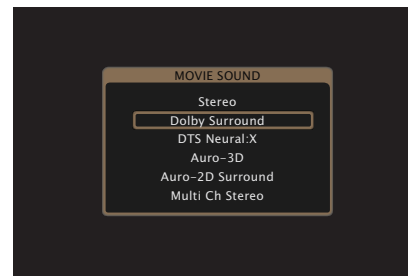 MOVIE SOUND
Stereo
Dolby Surround
DTS Neural:X
Auro-3D
Auro-2D Surround
Multi Ch Stereo